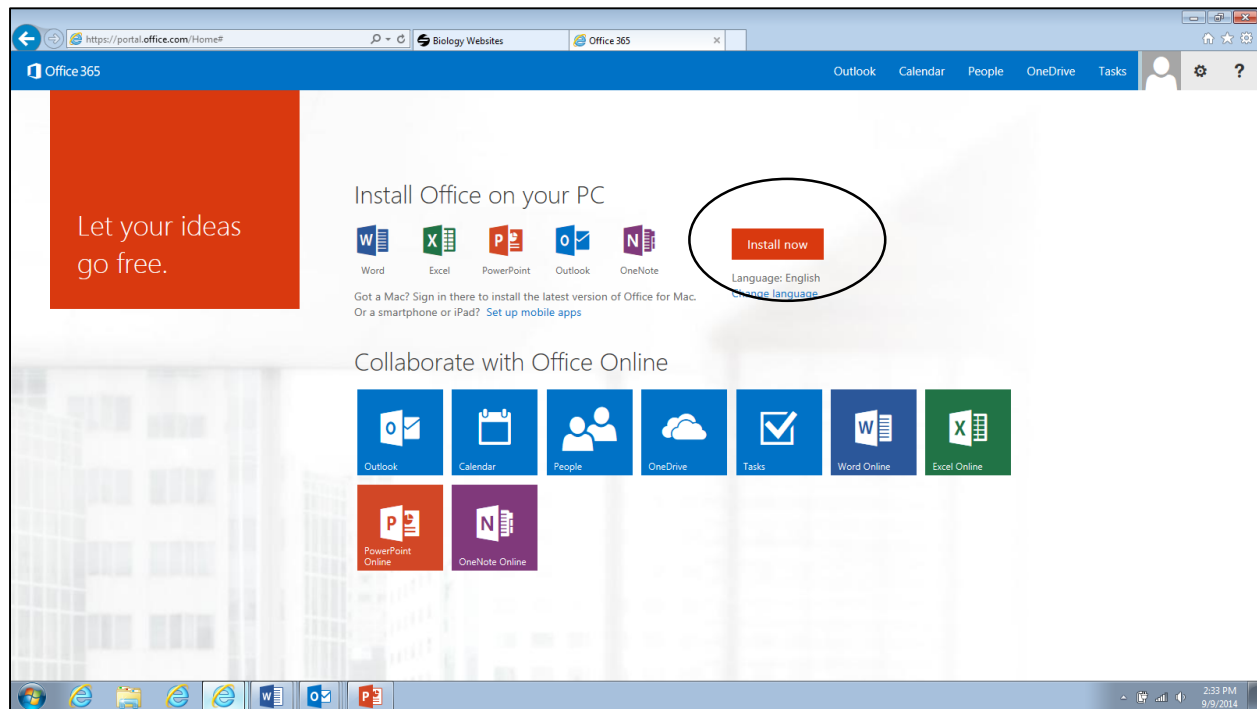 https://portal.office.com/Home#
Biology Websites
Office 365
Office 365
Outlook Calendar People OneDrive Tasks ?
Let your ideas
go free.
Install Office on your PC
Word Excel PowerPoint Outlook OneNote
Install now
Language: English
Change language
Got a Mac? Sign in there to install the latest version of Office for Mac.
Or a smartphone or iPad? Set up mobile apps
Collaborate with Office Online
Outlook Calendar People OneDrive Tasks Word Online Excel Online
PowerPoint
Online
OneNote Online
2:33 PM
9/9/2014